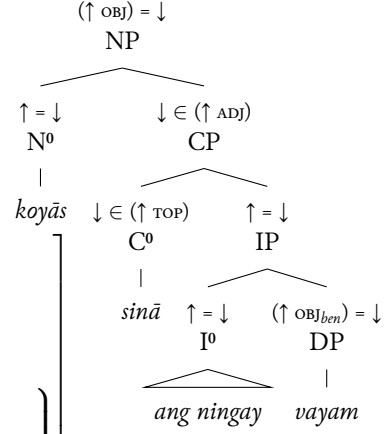 (↑ OBJ) = ↓
NP
↑ = ↓ ↓ ∈ (↑ ADJ)
N⁰ CP
koyās ↓ ∈ (↑ TOP) ↑ = ↓
C⁰ IP
sinā ↑ = ↓ (↑ OBJ_ben) = ↓
I⁰ DP
ang ningay vayam